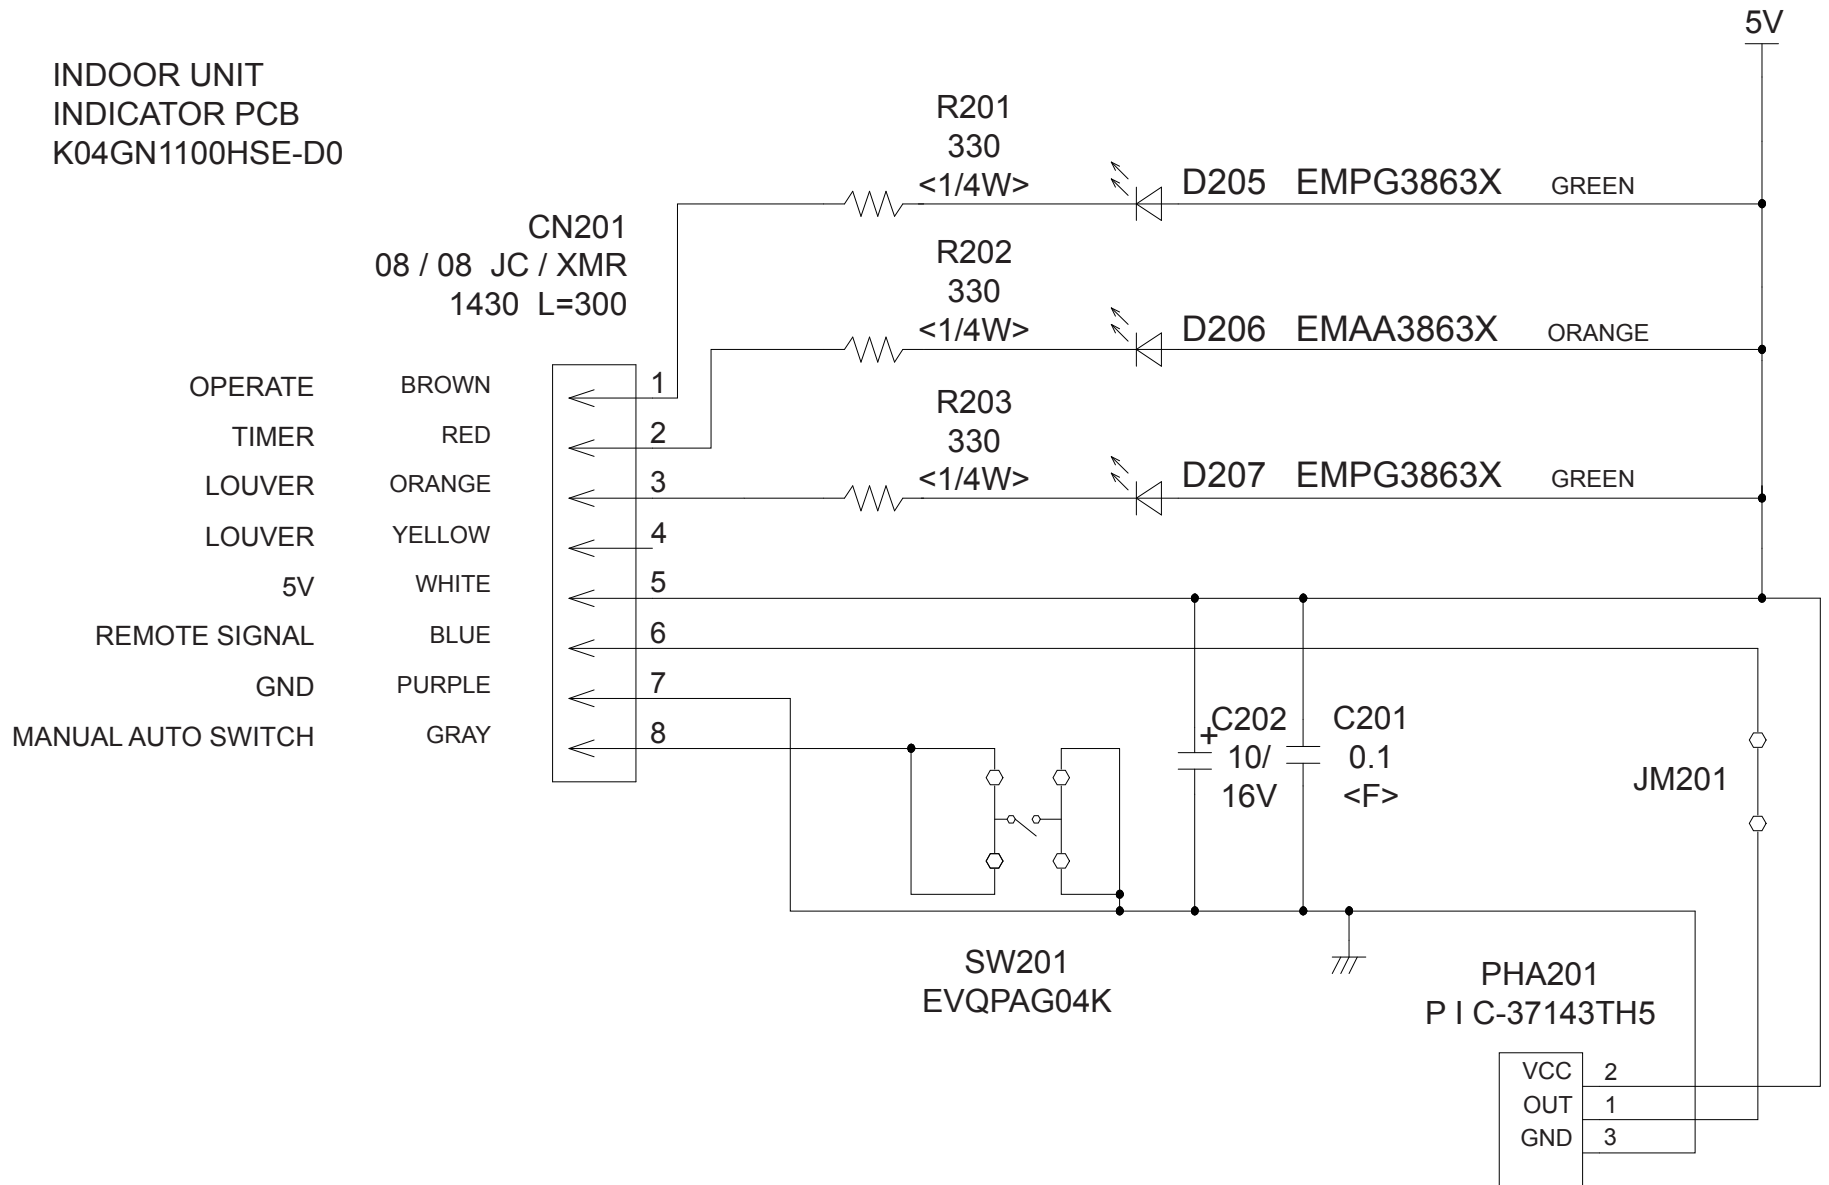 5V
INDOOR UNIT
INDICATOR PCB
K04GN1100HSE-D0
R201
330
<1/4W>
D205 EMPG3863X GREEN
CN201
08 / 08 JC / XMR
1430 L=300
R202
330
<1/4W>
D206 EMAA3863X ORANGE
R203
330
<1/4W>
D207 EMPG3863X GREEN
OPERATE BROWN 1
TIMER RED 2
LOUVER ORANGE 3
LOUVER YELLOW 4
5V WHITE 5
REMOTE SIGNAL BLUE 6
GND PURPLE 7
MANUAL AUTO SWITCH GRAY 8
+
C202
10/
16V
C201
0.1
<F>
JM201
SW201
EVQPAG04K
PHA201
P I C-37143TH5
VCC 2
OUT 1
GND 3